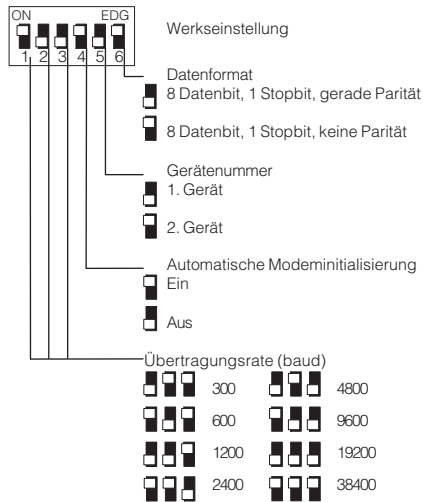 ON EDG
1 2 3 4 5 6
Werkseinstellung
Datenformat
8 Datenbit, 1 Stopbit, gerade Parität
8 Datenbit, 1 Stopbit, keine Parität
Gerätenummer
1. Gerät
2. Gerät
Automatische Modeminitialisierung
Ein
Aus
Übertragungsrate (baud)
300 4800
600 9600
1200 19200
2400 38400